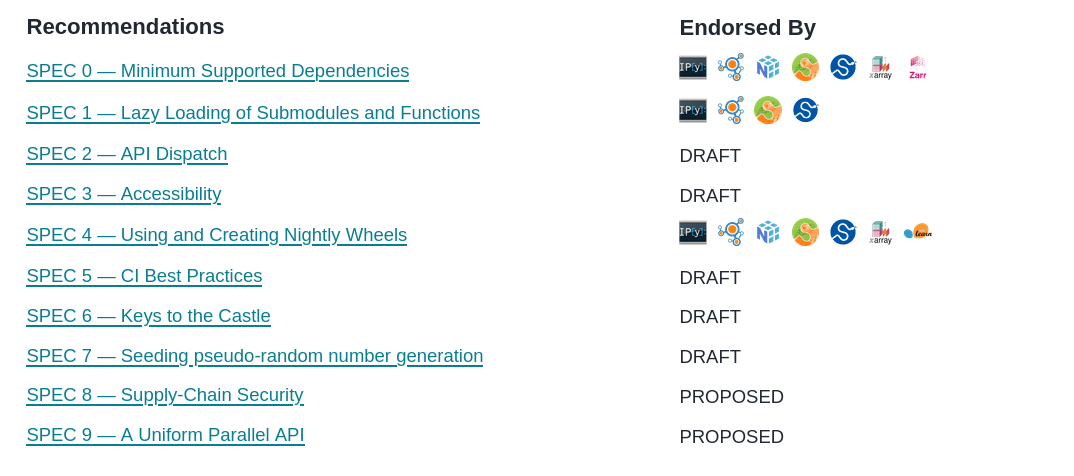 Recommendations Endorsed By
SPEC 0 — Minimum Supported Dependencies IP[y]: N xarray Zarr
SPEC 1 — Lazy Loading of Submodules and Functions IP[y]:
SPEC 2 — API Dispatch DRAFT
SPEC 3 — Accessibility DRAFT
SPEC 4 — Using and Creating Nightly Wheels IP[y]: N xarray learn
SPEC 5 — CI Best Practices DRAFT
SPEC 6 — Keys to the Castle DRAFT
SPEC 7 — Seeding pseudo-random number generation DRAFT
SPEC 8 — Supply-Chain Security PROPOSED
SPEC 9 — A Uniform Parallel API PROPOSED